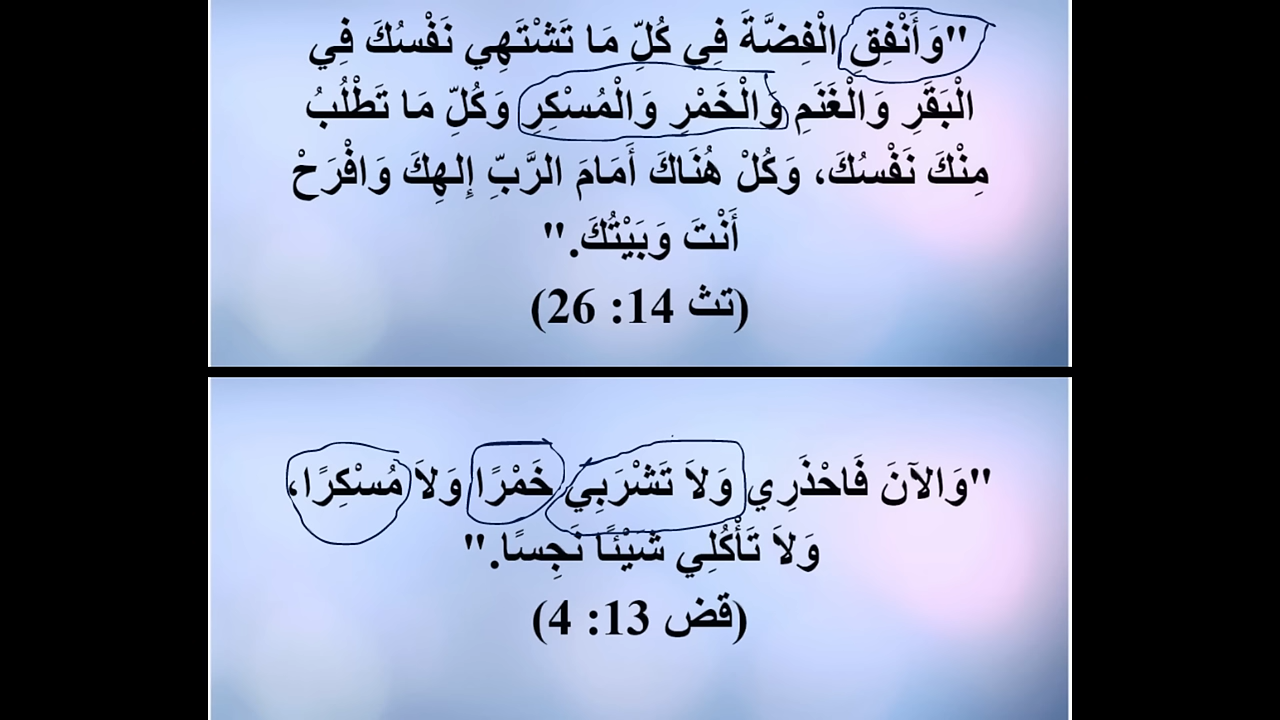 "وَأَنْفِقِ الْفِضَّةَ فِي كُلِّ مَا تَشْتَهِي نَفْسُكَ فِي
الْبَقَرِ وَالْغَنَمِ وَالْخَمْرِ وَالْمُسْكِرِ وَكُلِّ مَا تَطْلُبُ
مِنْكَ نَفْسُكَ، وَكُلْ هُنَاكَ أَمَامَ الرَّبِّ إِلهِكَ وَافْرَحْ
أَنْتَ وَبَيْتُكَ."
(تث 14: 26)
"وَالآنَ فَاحْذَرِي وَلاَ تَشْرَبِي خَمْرًا وَلاَ مُسْكِرًا،
وَلاَ تَأْكُلِي شَيْئًا نَجِسًا."
(قض 13: 4)